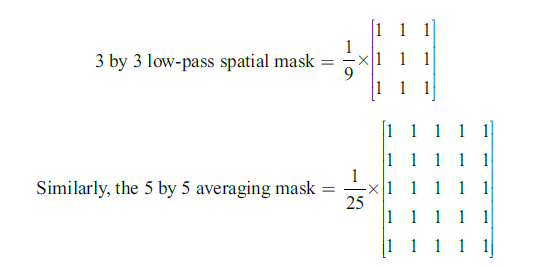 3 by 3 low-pass spatial mask = 1/9 × [1 1 1
1 1 1
1 1 1]
Similarly, the 5 by 5 averaging mask = 1/25 × [1 1 1 1 1
1 1 1 1 1
1 1 1 1 1
1 1 1 1 1
1 1 1 1 1]